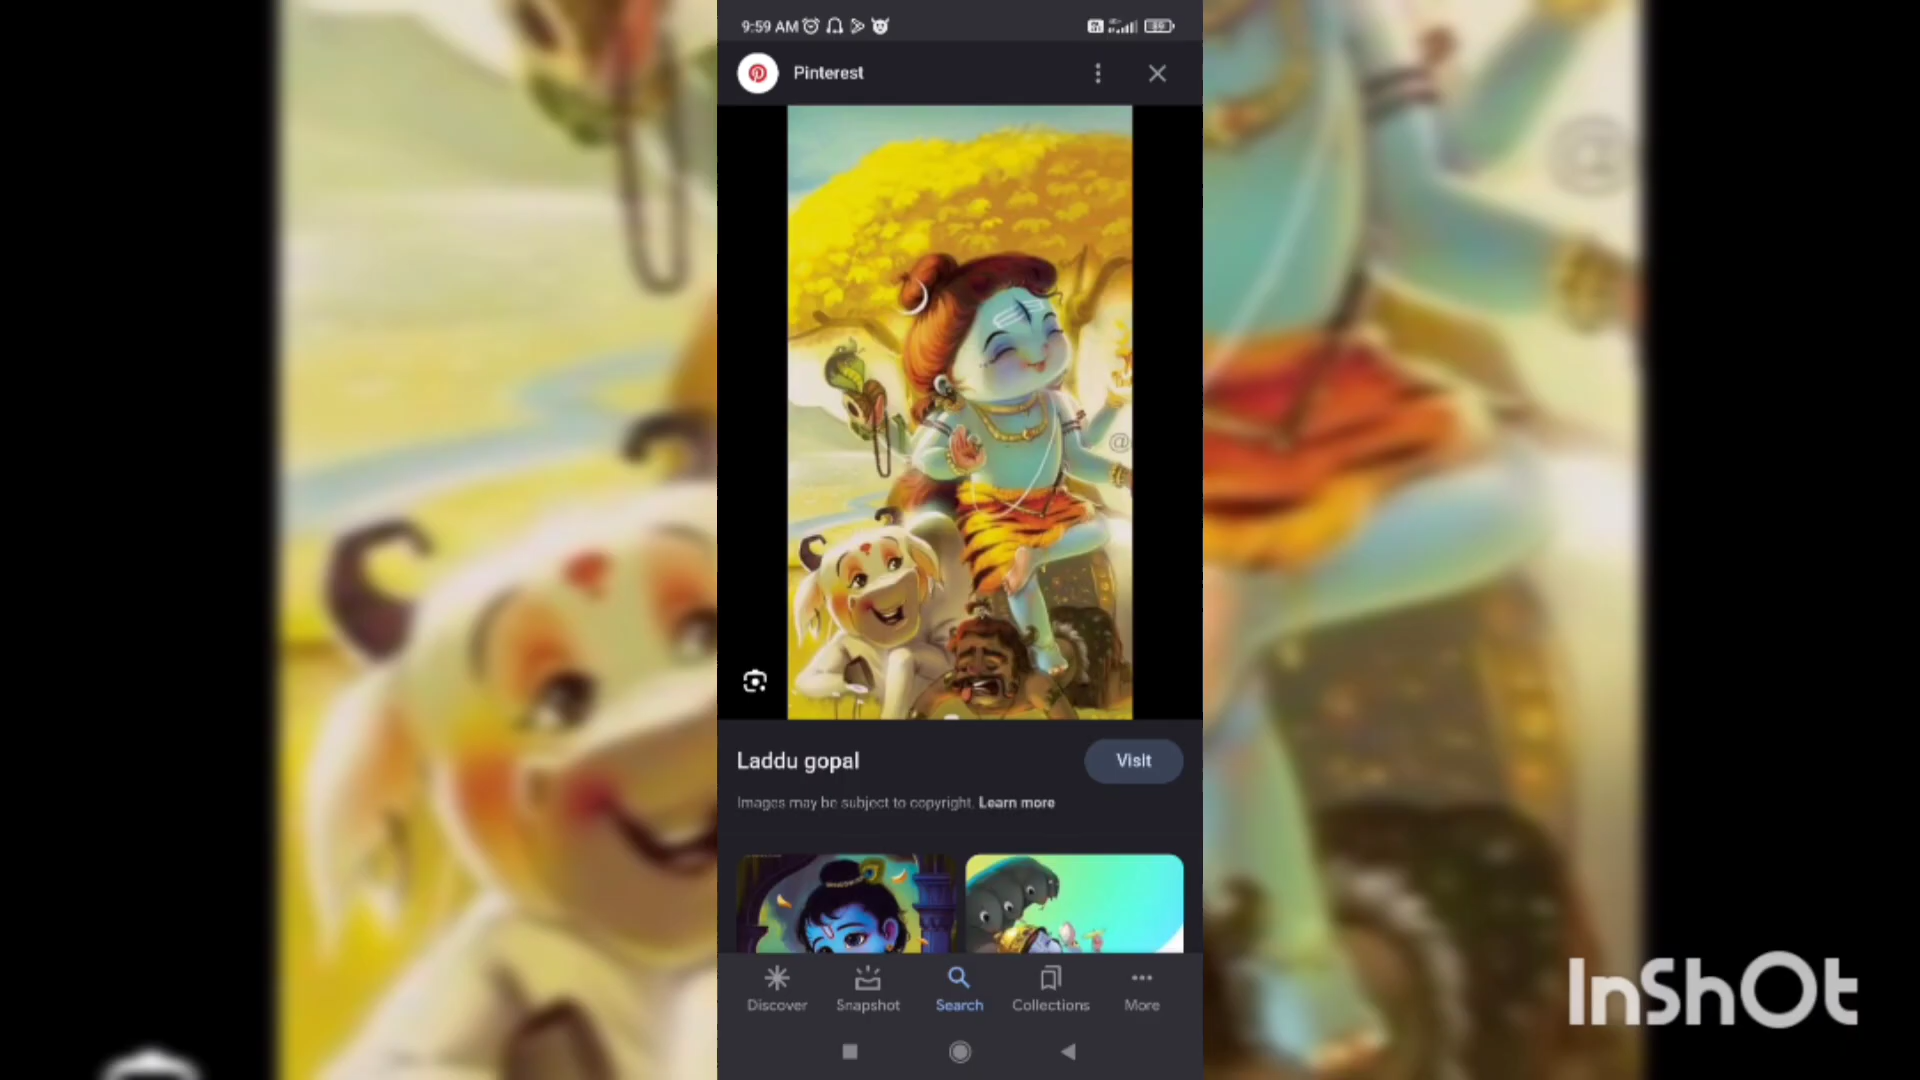 9:59 AM
89
Pinterest
@
Laddu gopal
Visit
Images may be subject to copyright. Learn more
Discover
Snapshot
Search
Collections
More
InShOt